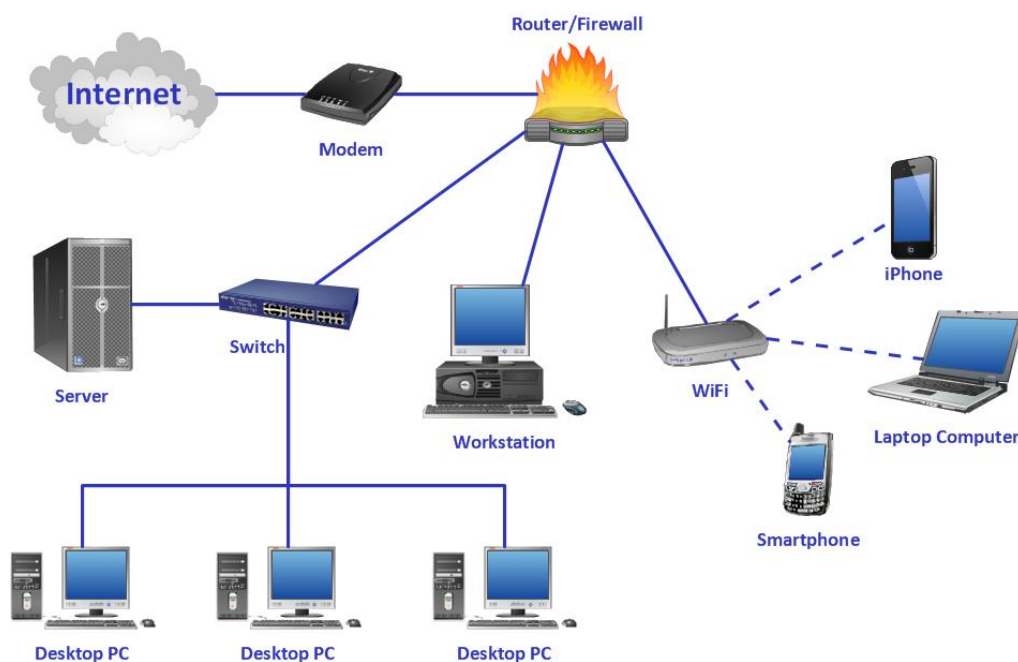 Router/Firewall
Internet
Modem
iPhone
Switch
Server
WiFi
Workstation
Laptop Computer
Smartphone
Desktop PC
Desktop PC
Desktop PC